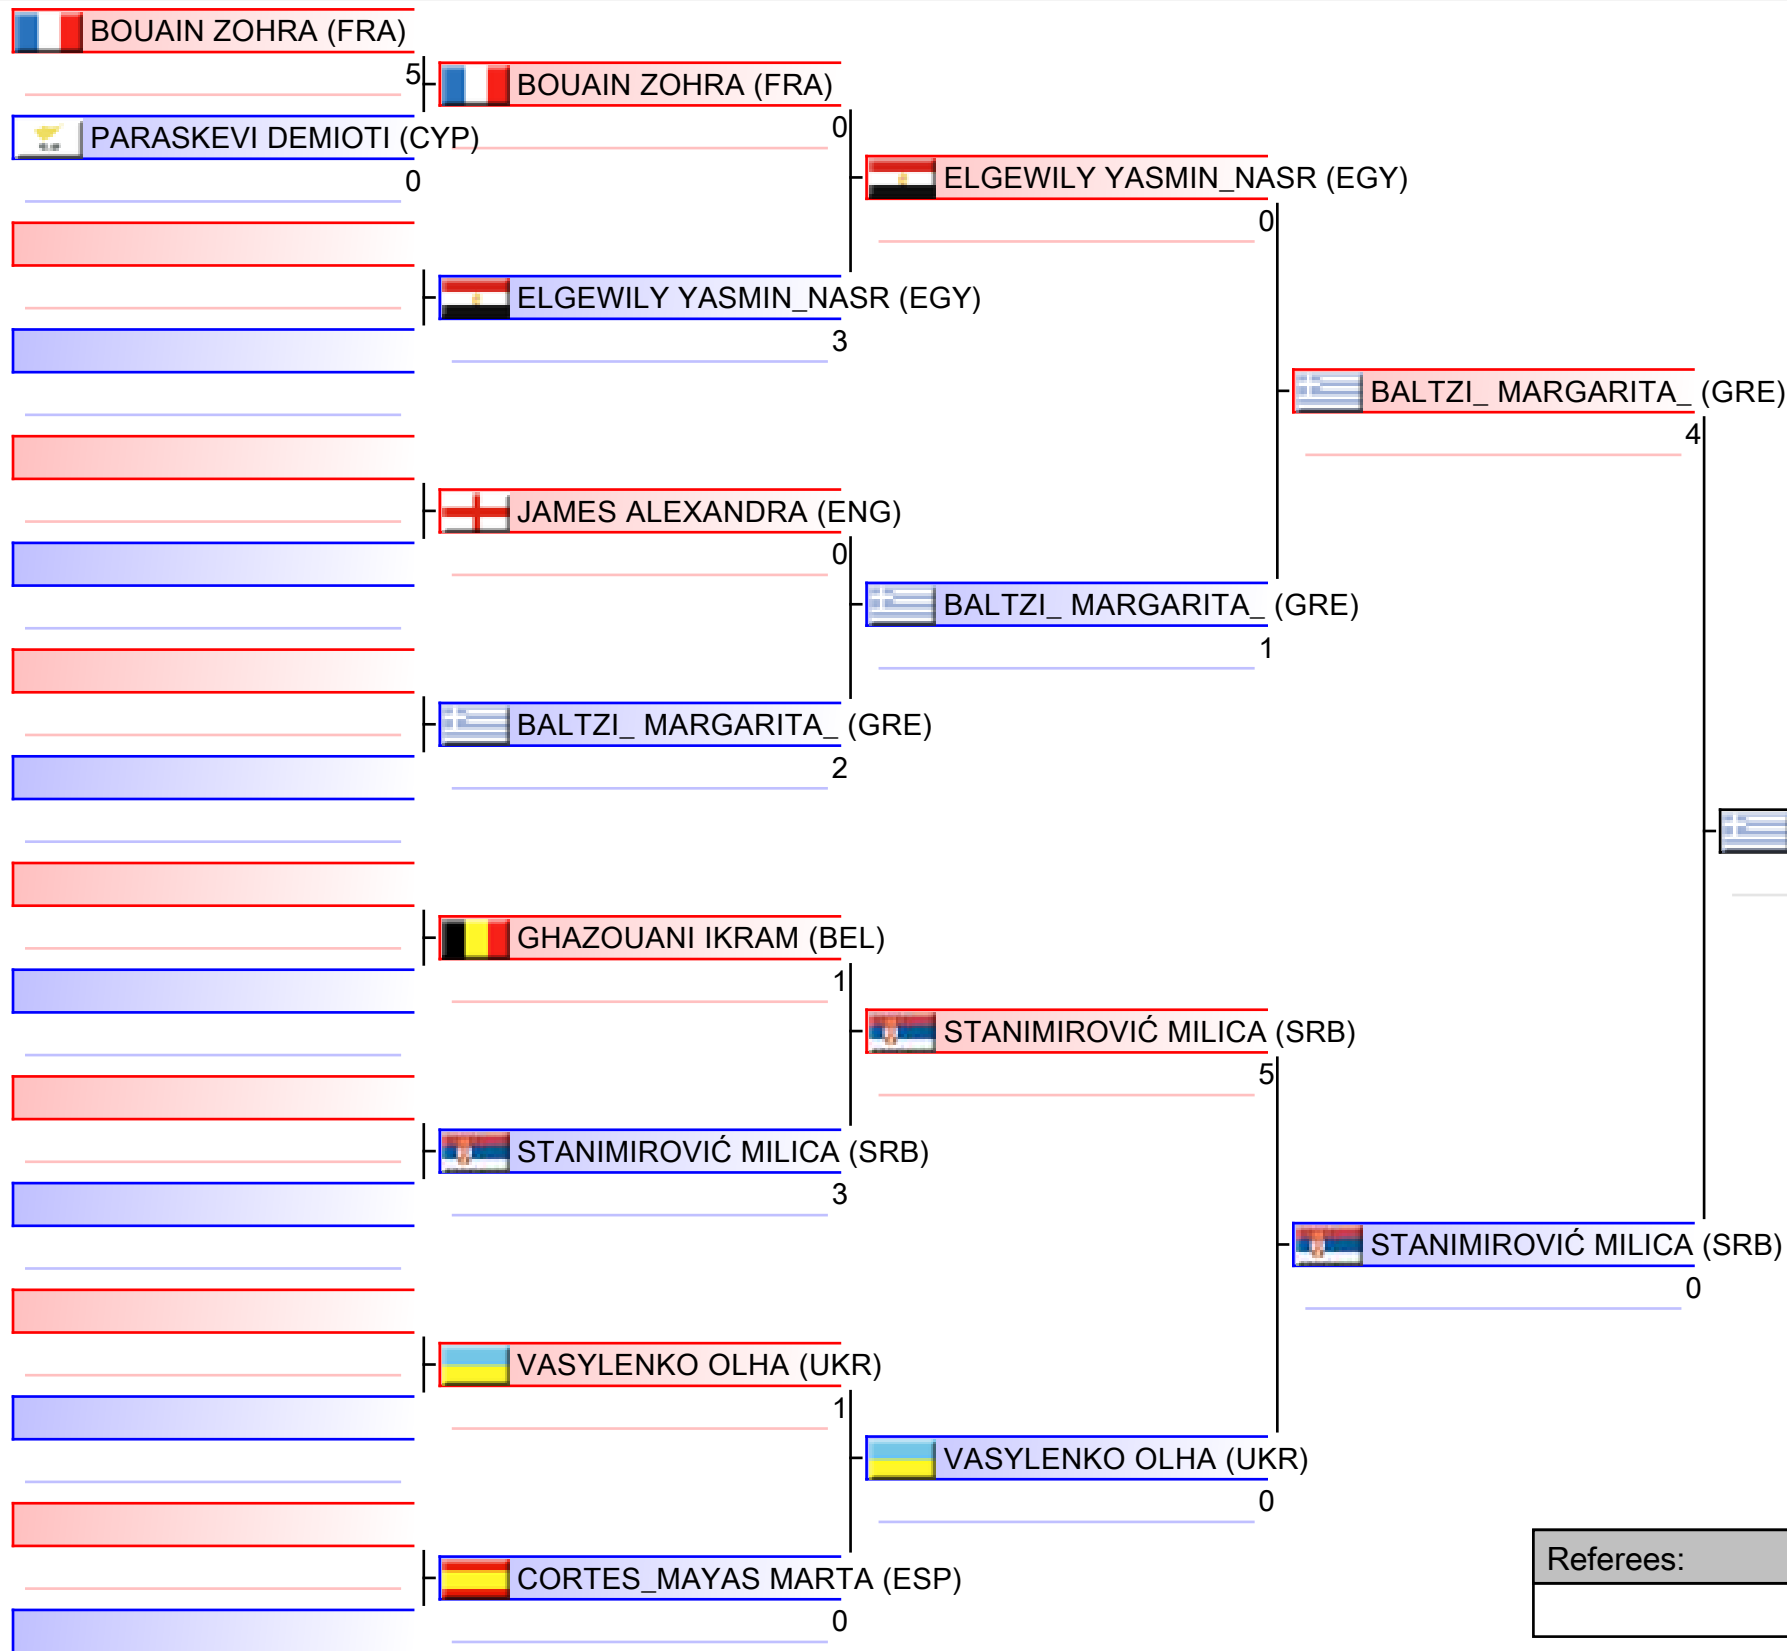 BOUAIN ZOHRA (FRA)
5
PARASKEVI DEMIOTI (CYP)
0
BOUAIN ZOHRA (FRA)
0
ELGEWILY YASMIN_NASR (EGY)
3
JAMES ALEXANDRA (ENG)
0
BALTZI_ MARGARITA_ (GRE)
2
GHAZOUANI IKRAM (BEL)
1
STANIMIROVIĆ MILICA (SRB)
3
VASYLENKO OLHA (UKR)
1
CORTES_MAYAS MARTA (ESP)
0
ELGEWILY YASMIN_NASR (EGY)
0
BALTZI_ MARGARITA_ (GRE)
1
STANIMIROVIĆ MILICA (SRB)
5
VASYLENKO OLHA (UKR)
0
BALTZI_ MARGARITA_ (GRE)
4
STANIMIROVIĆ MILICA (SRB)
0
Referees: